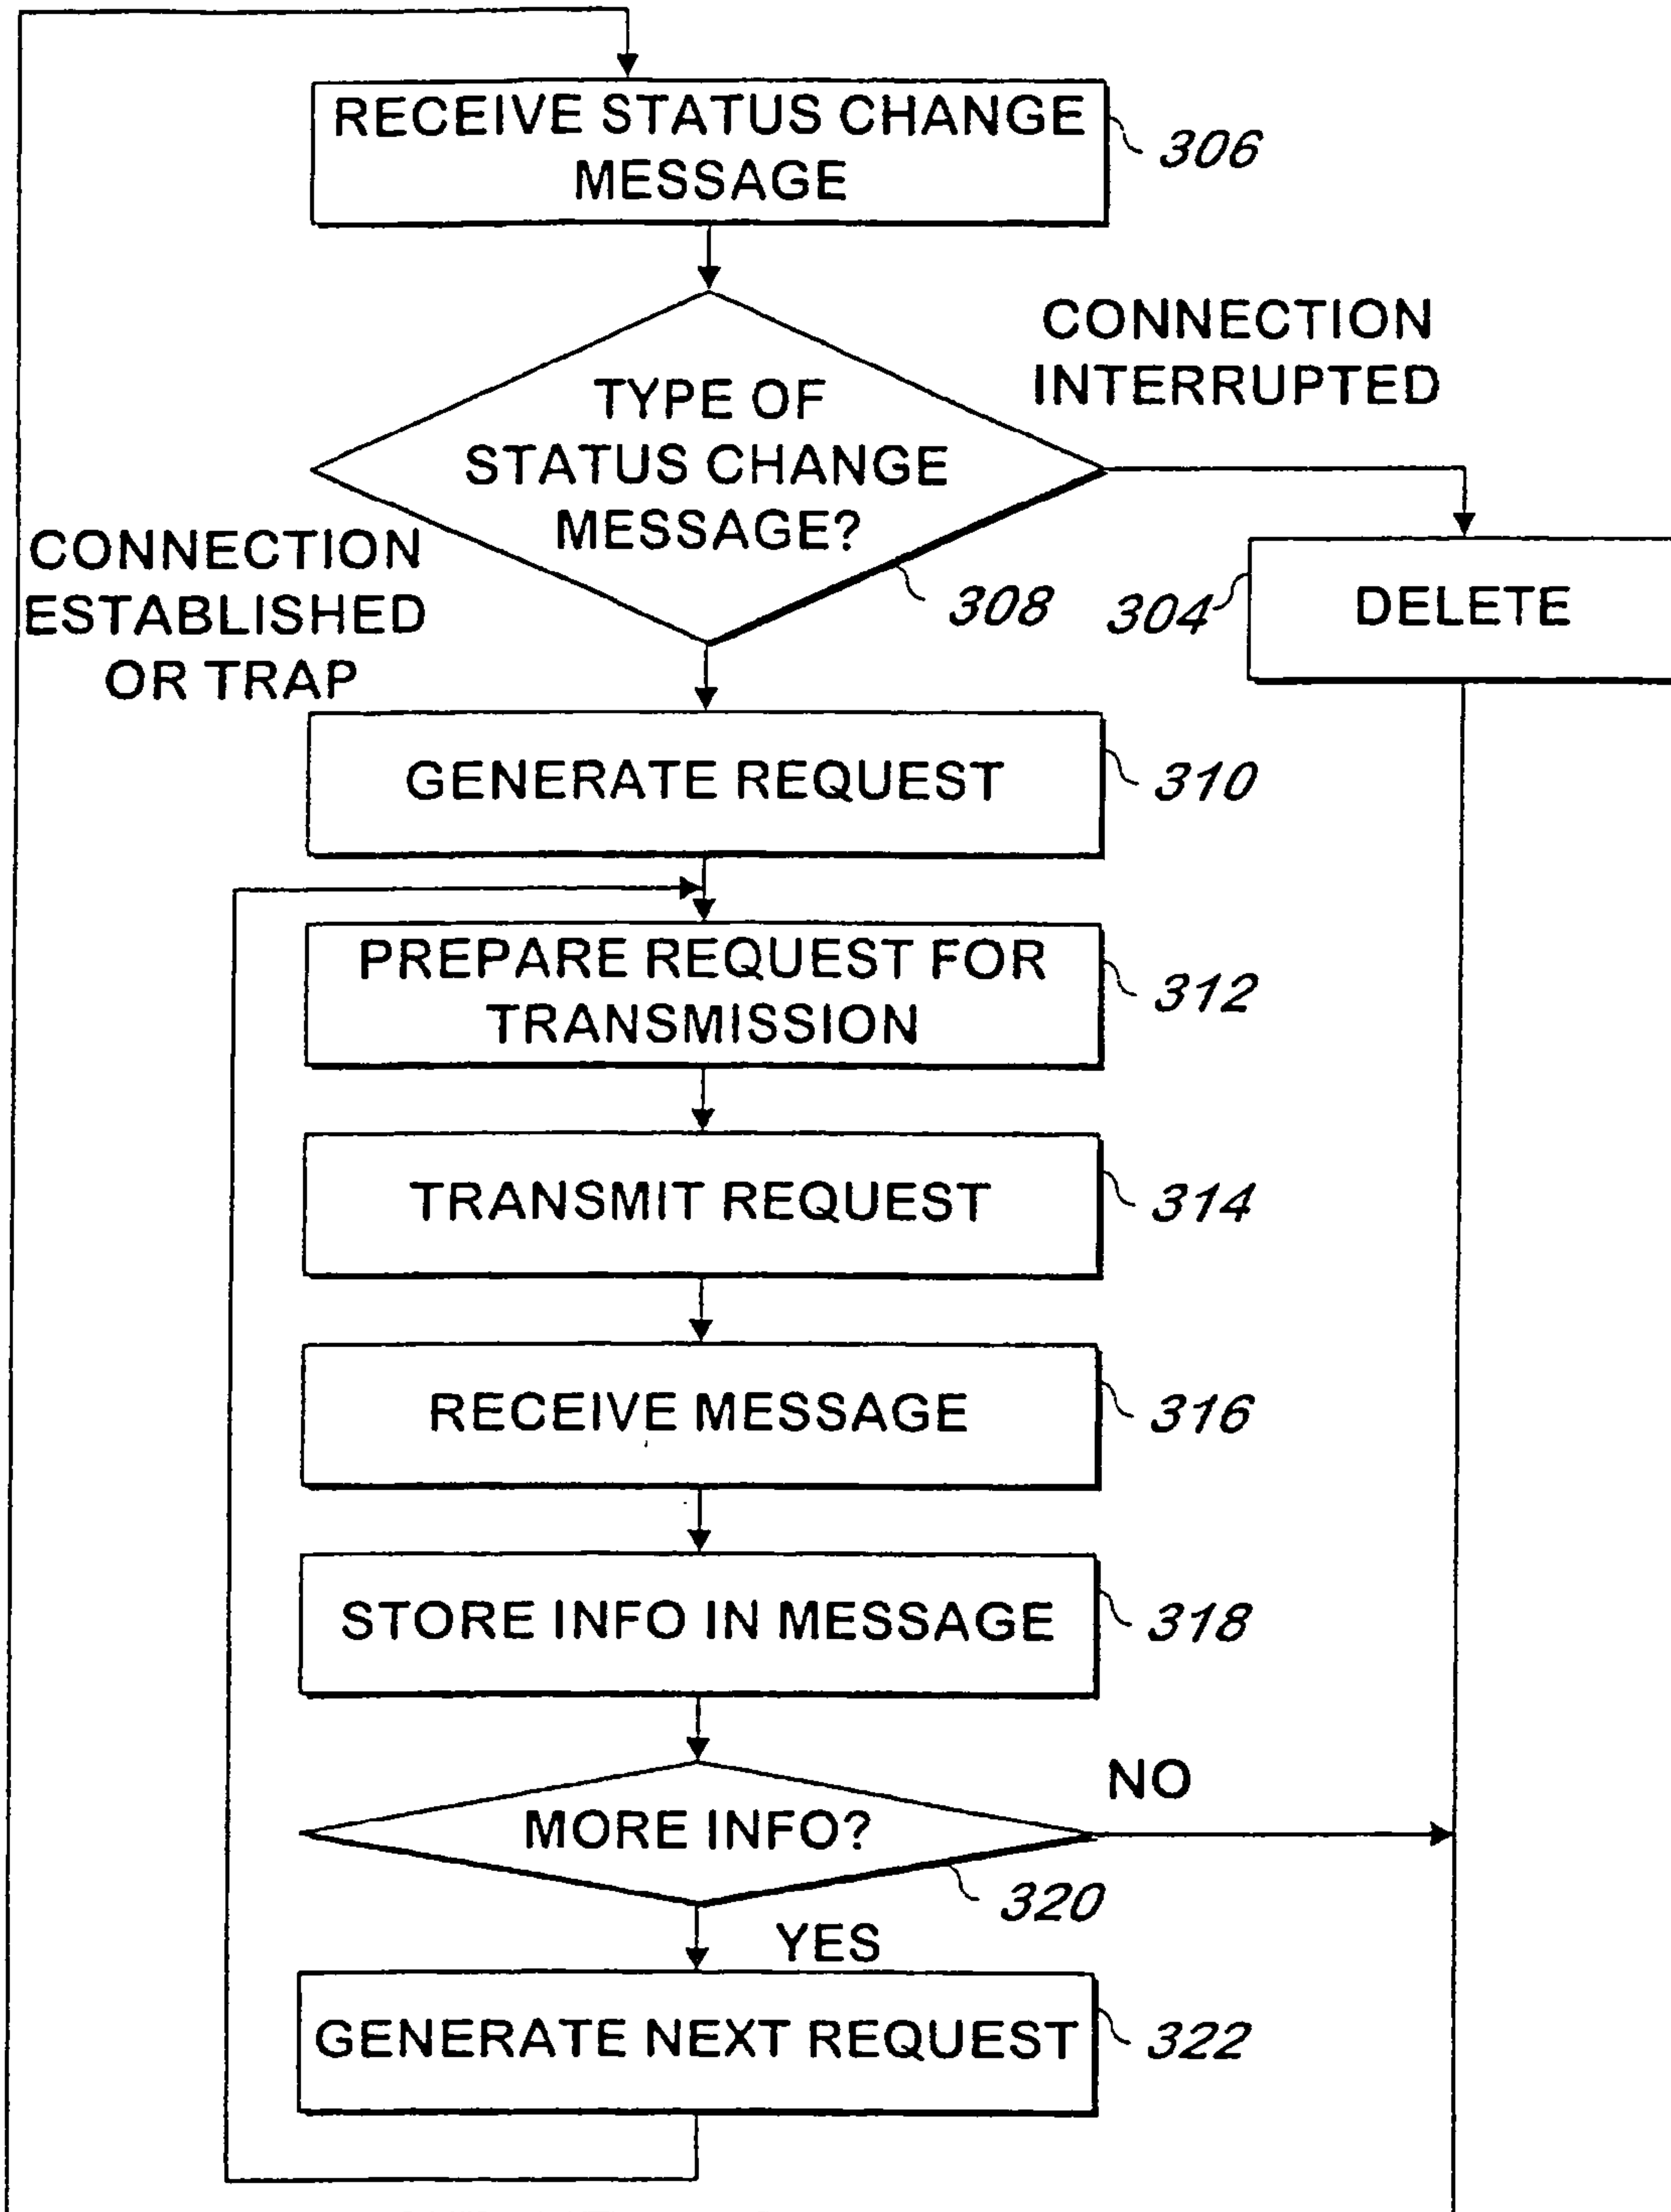 RECEIVE STATUS CHANGE
MESSAGE
306
CONNECTION
INTERRUPTED
TYPE OF
STATUS CHANGE
MESSAGE?
308
304
DELETE
CONNECTION
ESTABLISHED
OR TRAP
GENERATE REQUEST
310
PREPARE REQUEST FOR
TRANSMISSION
312
TRANSMIT REQUEST
314
RECEIVE MESSAGE
316
STORE INFO IN MESSAGE
318
MORE INFO?
NO
320
YES
GENERATE NEXT REQUEST
322